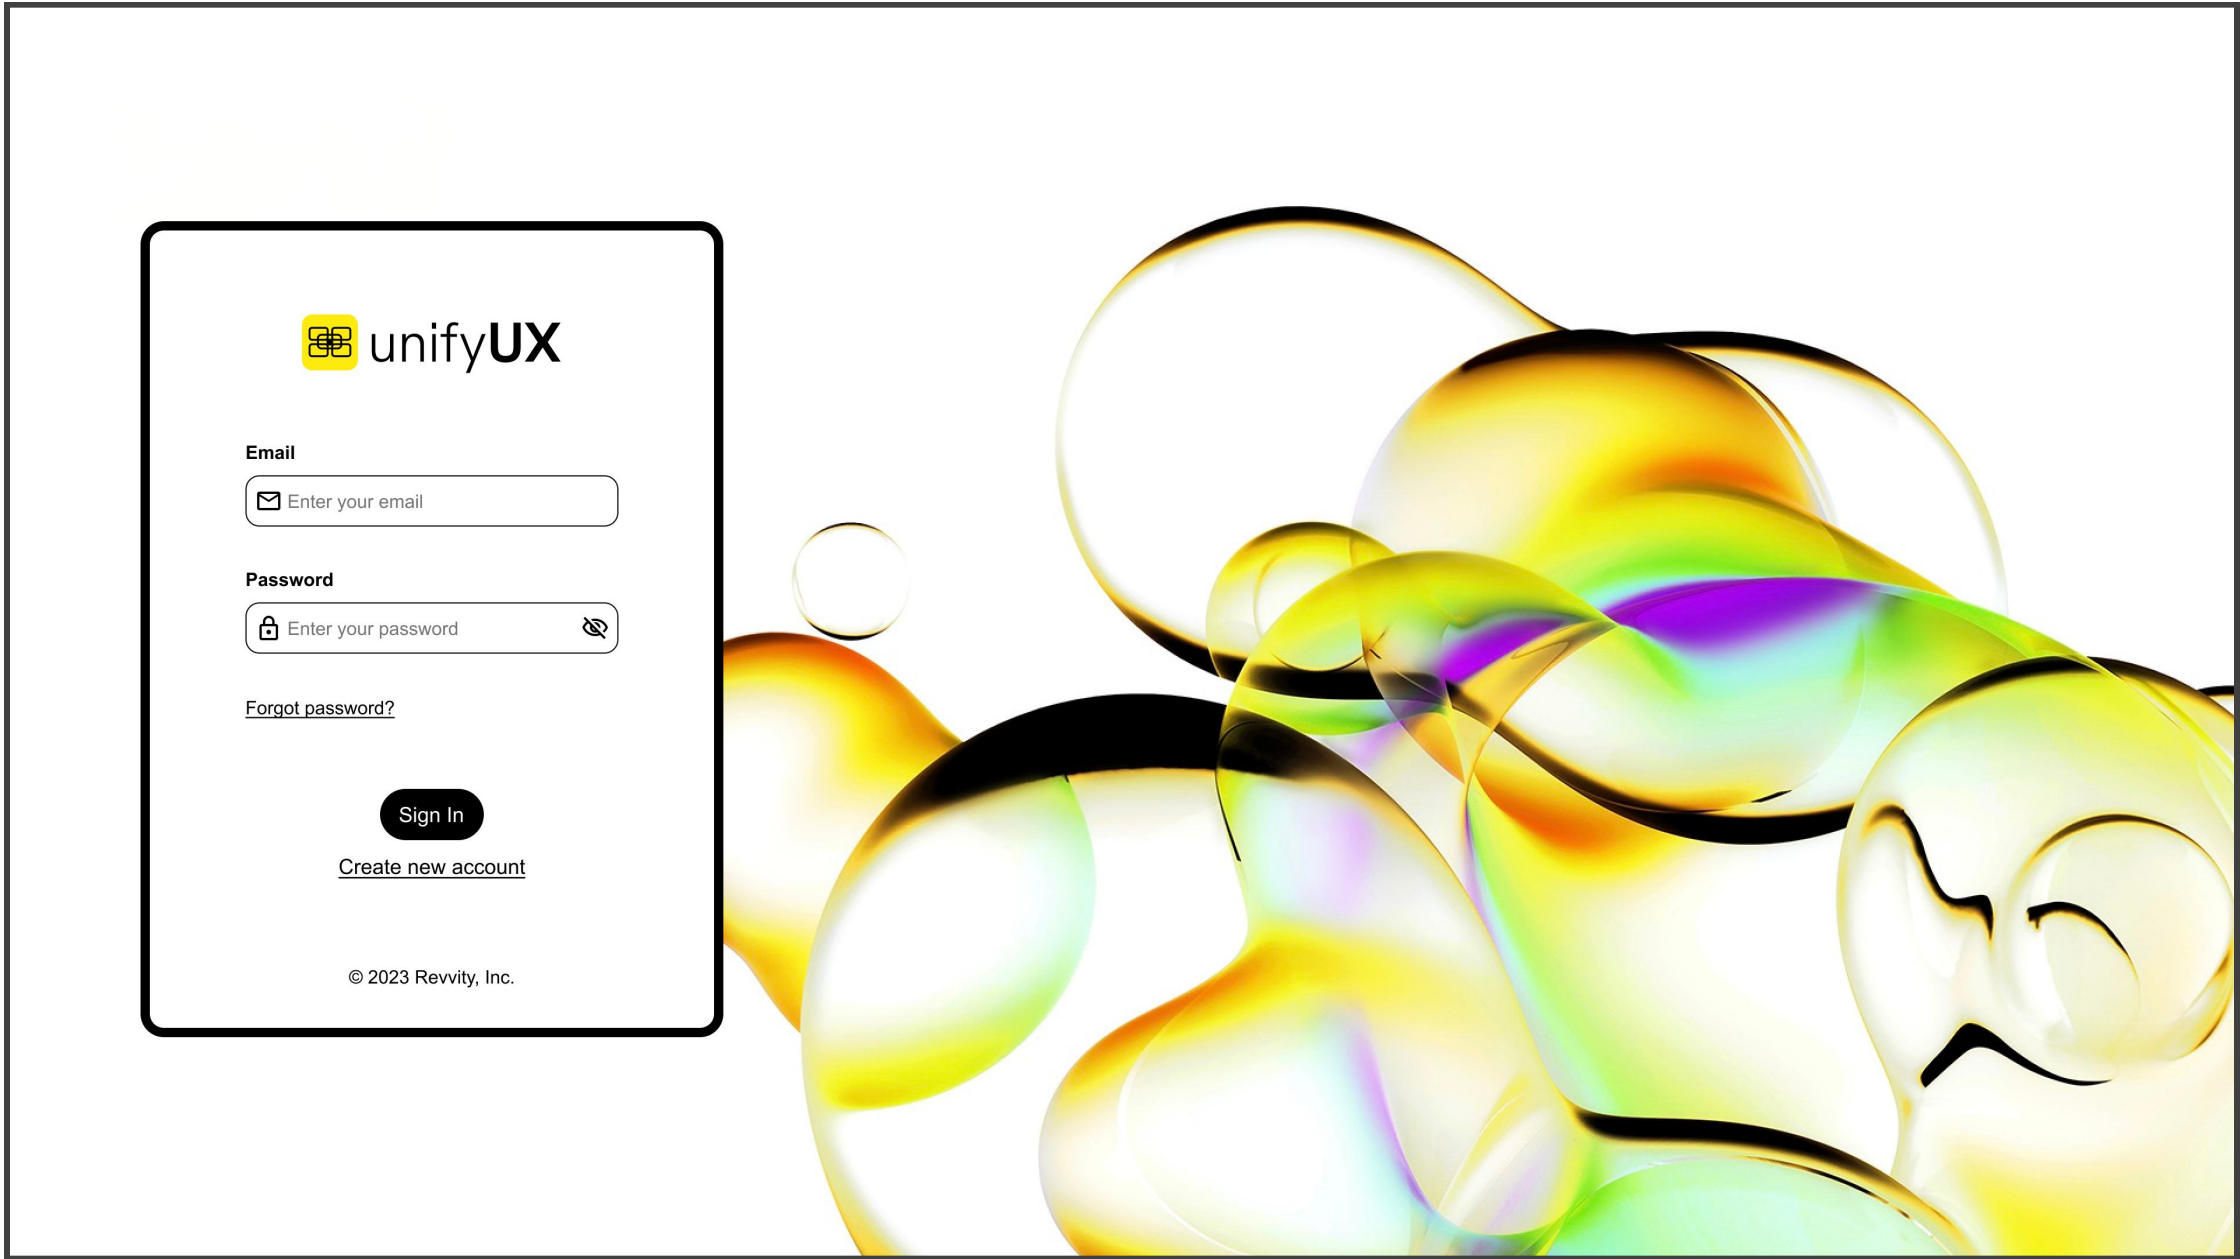 unifyUX
Email
Enter your email
Password
Enter your password
Forgot password?
Sign In
Create new account
© 2023 Revvity, Inc.